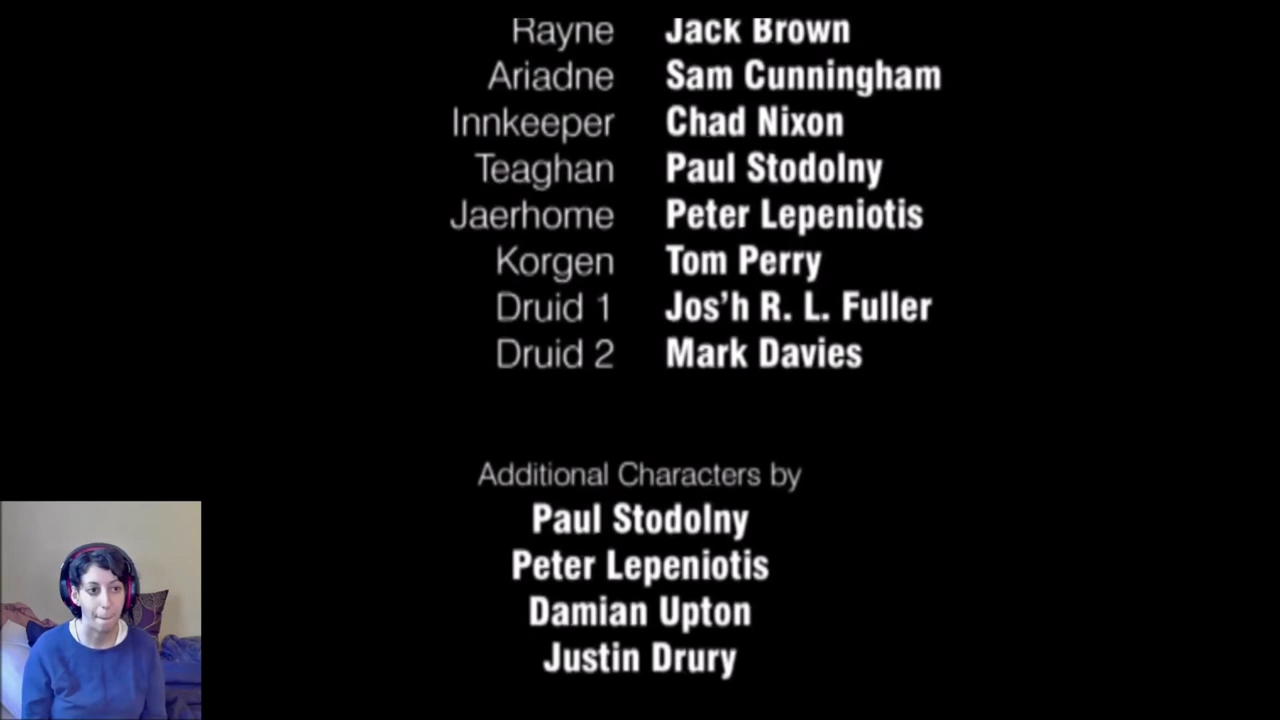 Rayne Jack Brown
Ariadne Sam Cunningham
Innkeeper Chad Nixon
Teaghan Paul Stodolny
Jaerhome Peter Lepeniotis
Korgen Tom Perry
Druid 1 Jos'h R. L. Fuller
Druid 2 Mark Davies
Additional Characters by
Paul Stodolny
Peter Lepeniotis
Damian Upton
Justin Drury